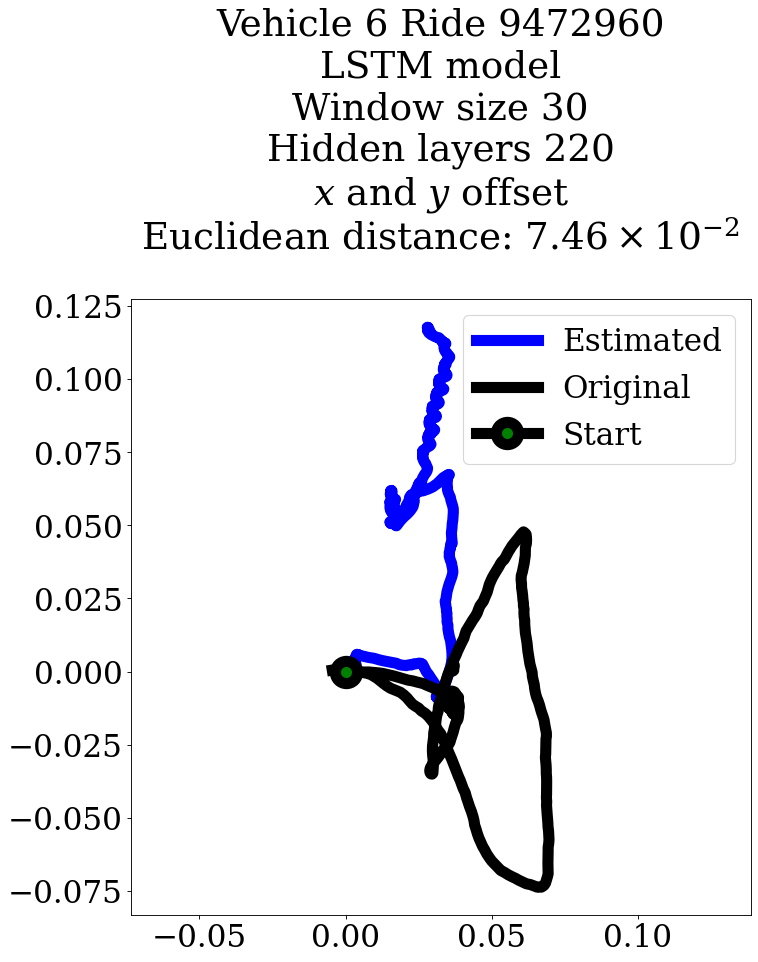 Vehicle 6 Ride 9472960
LSTM model
Window size 30
Hidden layers 220
x and y offset
Euclidean distance: 7.46 × 10⁻²
0.125
0.100
0.075
0.050
0.025
0.000
−0.025
−0.050
−0.075
Estimated
Original
Start
−0.05 0.00 0.05 0.10